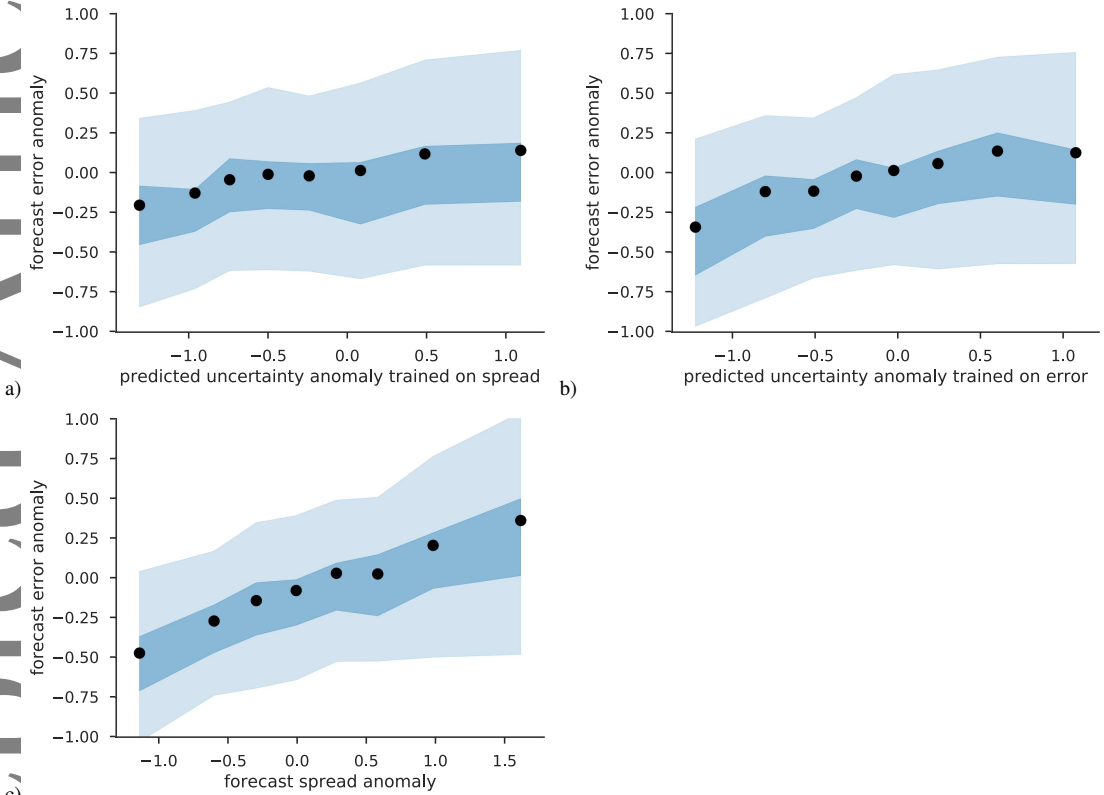 1.00
0.75
0.50
0.25
0.00
−0.25
−0.50
−0.75
−1.00
forecast error anomaly
−1.0 −0.5 0.0 0.5 1.0
predicted uncertainty anomaly trained on spread
a)
1.00
0.75
0.50
0.25
0.00
−0.25
−0.50
−0.75
−1.00
forecast error anomaly
−1.0 −0.5 0.0 0.5 1.0
predicted uncertainty anomaly trained on error
b)
1.00
0.75
0.50
0.25
0.00
−0.25
−0.50
−0.75
−1.00
forecast error anomaly
−1.0 −0.5 0.0 0.5 1.0 1.5
forecast spread anomaly
c)